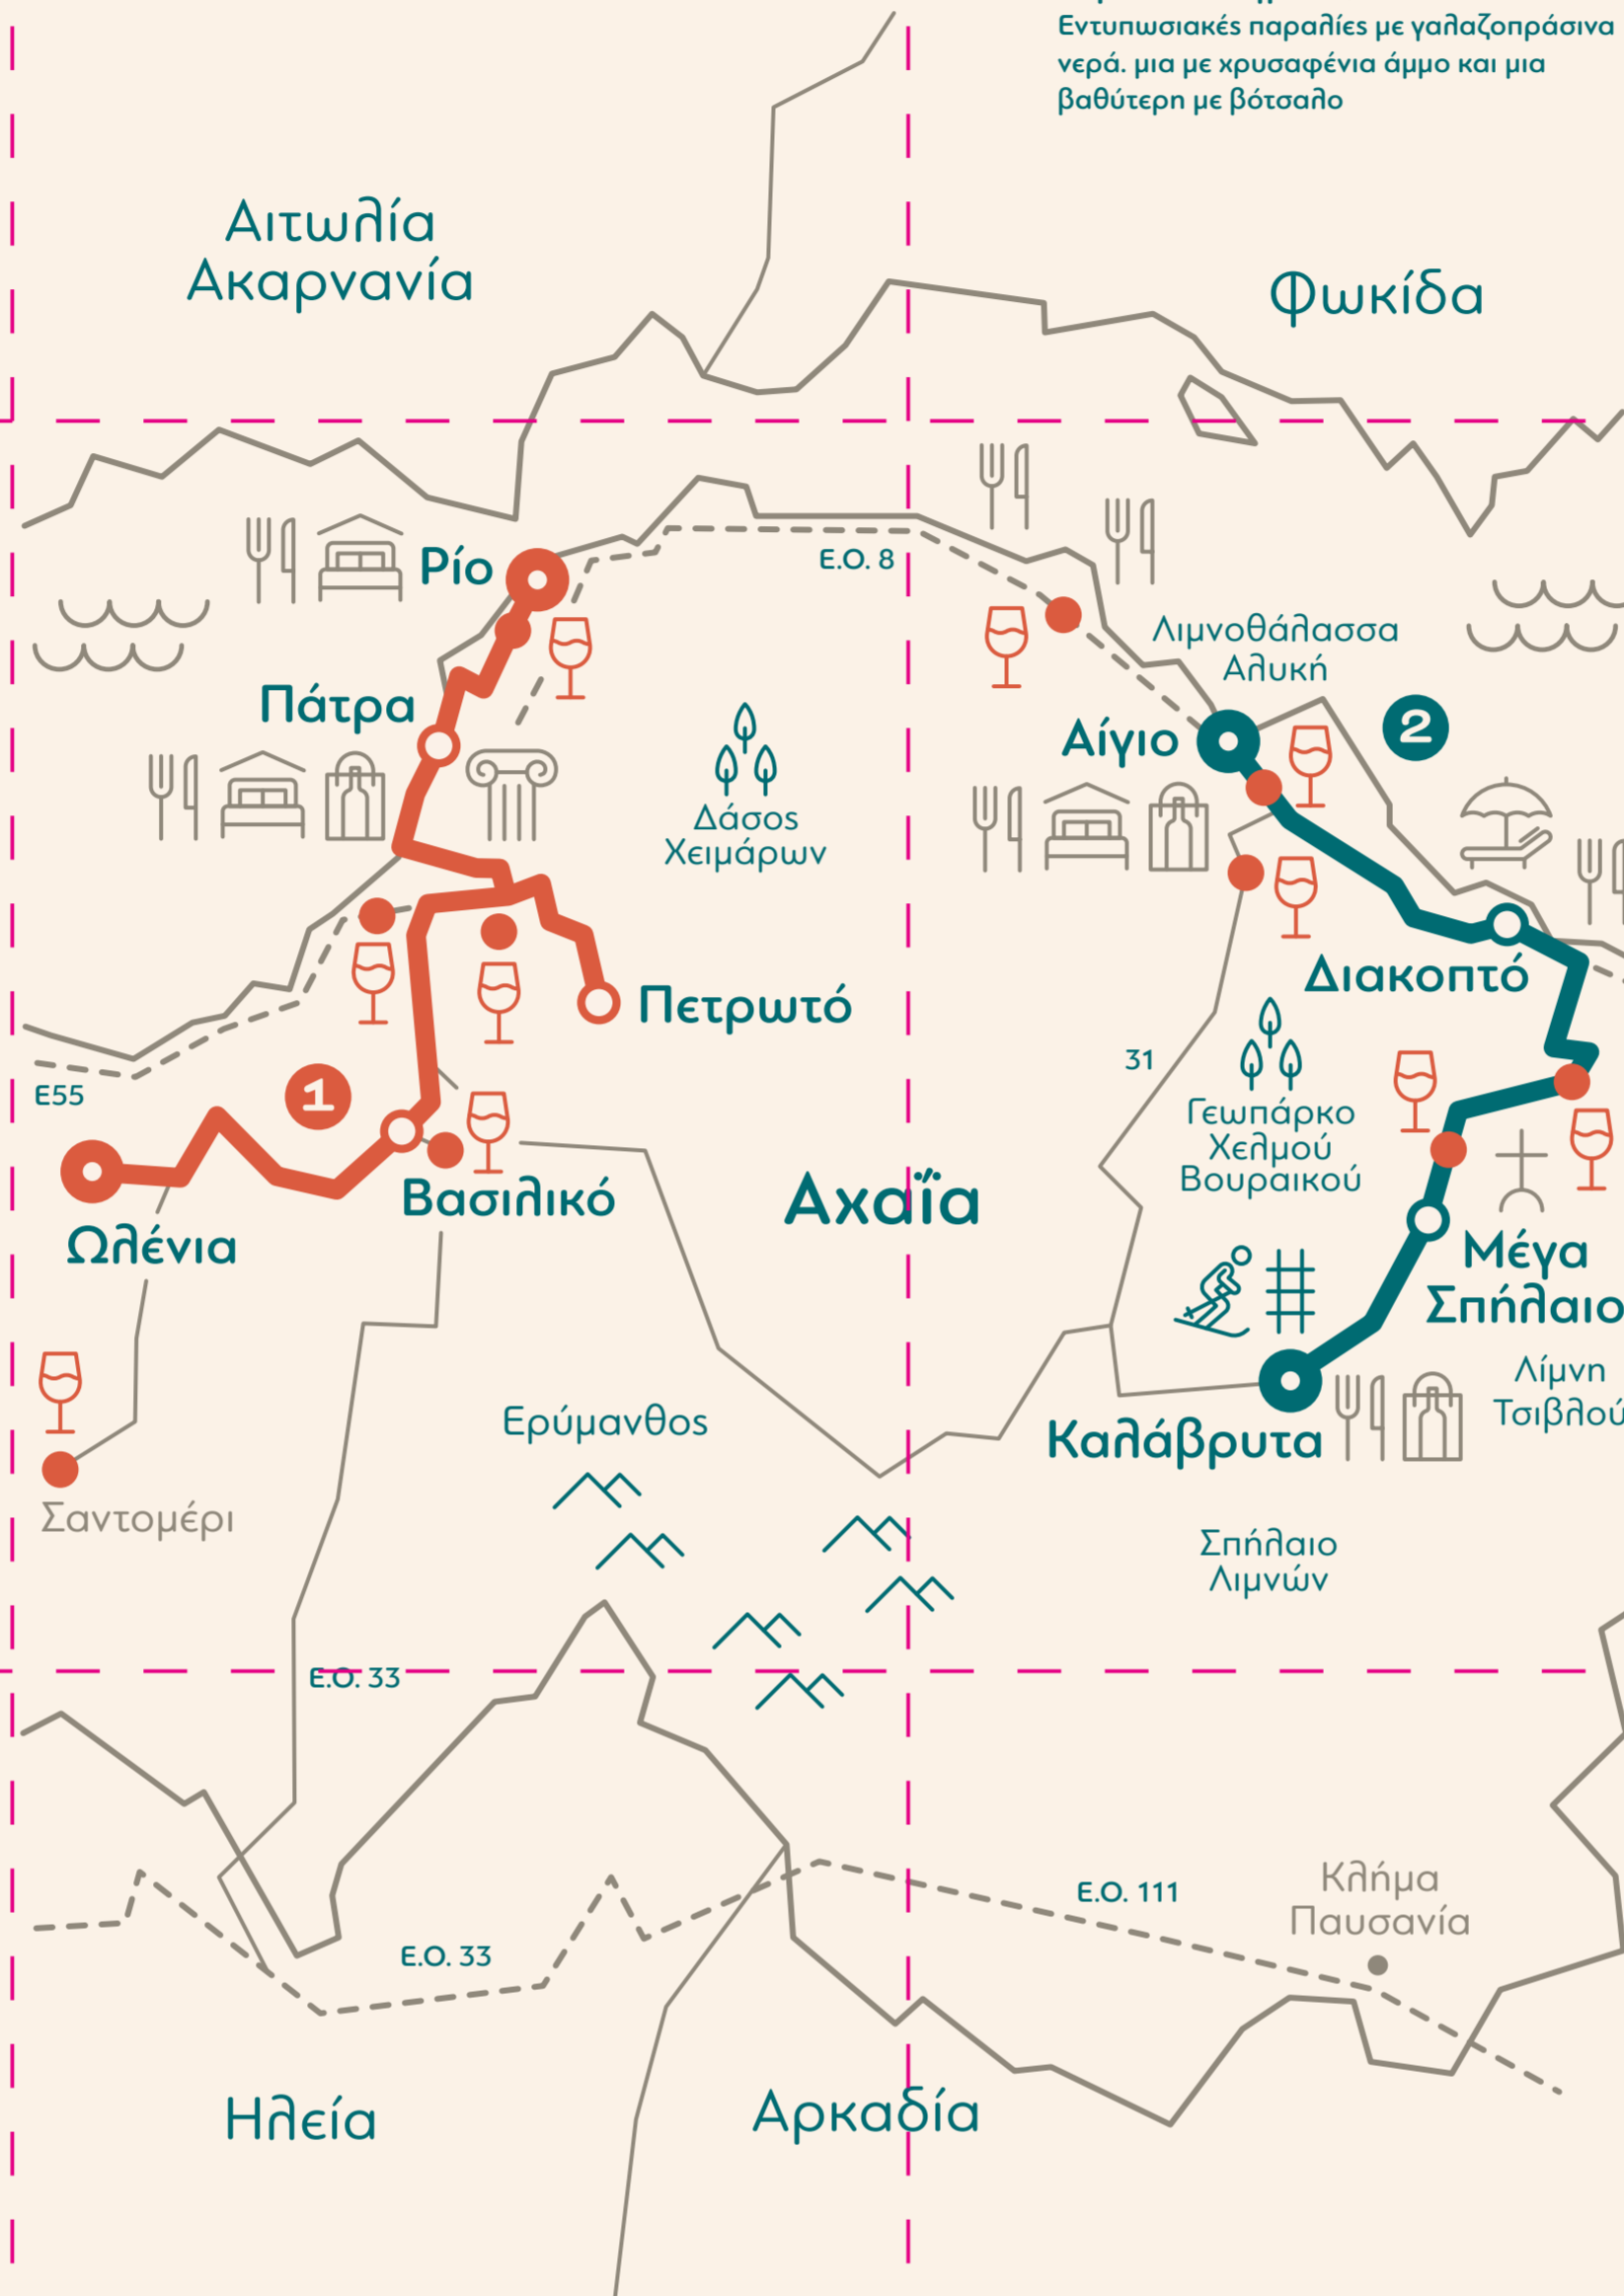 Εντυπωσιακές παραλίες με γαλαζοπράσινα
νερά. μια με χρυσαφένια άμμο και μια
βαθύτερη με βότσαλο
Αιτωλία
Ακαρνανία
Φωκίδα
Ρίο
Ε.Ο. 8
Λιμνοθάλασσα
Αλυκή
Πάτρα
Αίγιο
2
Δάσος
Χειμάρων
Διακοπτό
Πετρωτό
31
Ε55
1
Γεωπάρκο
Χελμού
Βουραικού
Βασιλικό
Αχαΐα
Ωλένια
Μέγα
Σπήλαιο
Λίμνη
Τσιβλού
Ερύμανθος
Καλάβρυτα
Σαντομέρι
Σπήλαιο
Λιμνών
Ε.Ο. 33
Κλήμα
Παυσανία
Ε.Ο. 111
Ε.Ο. 33
Ηλεία
Αρκαδία